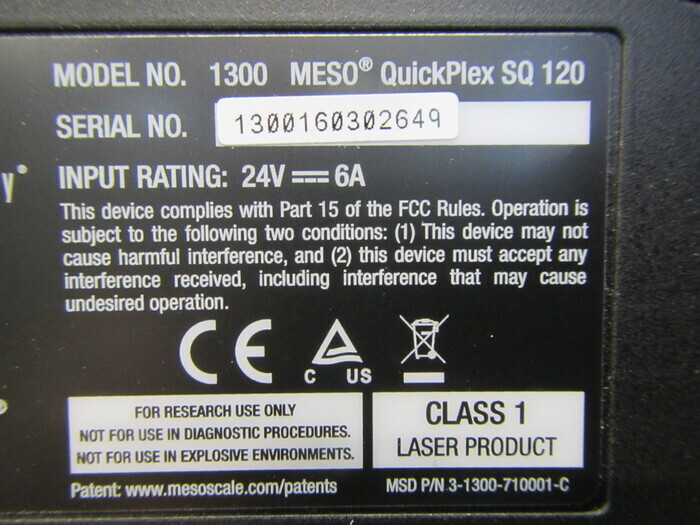 MODEL NO. 1300 MESO® QuickPlex SQ 120
SERIAL NO. 1300160302649
y®
INPUT RATING: 24V ⎓ 6A
This device complies with Part 15 of the FCC Rules. Operation is
subject to the following two conditions: (1) This device may not
cause harmful interference, and (2) this device must accept any
interference received, including interference that may cause
undesired operation.
CE
C US
FOR RESEARCH USE ONLY
NOT FOR USE IN DIAGNOSTIC PROCEDURES.
NOT FOR USE IN EXPLOSIVE ENVIRONMENTS.
CLASS 1
LASER PRODUCT
®
Patent: www.mesoscale.com/patents
MSD P/N 3-1300-710001-C